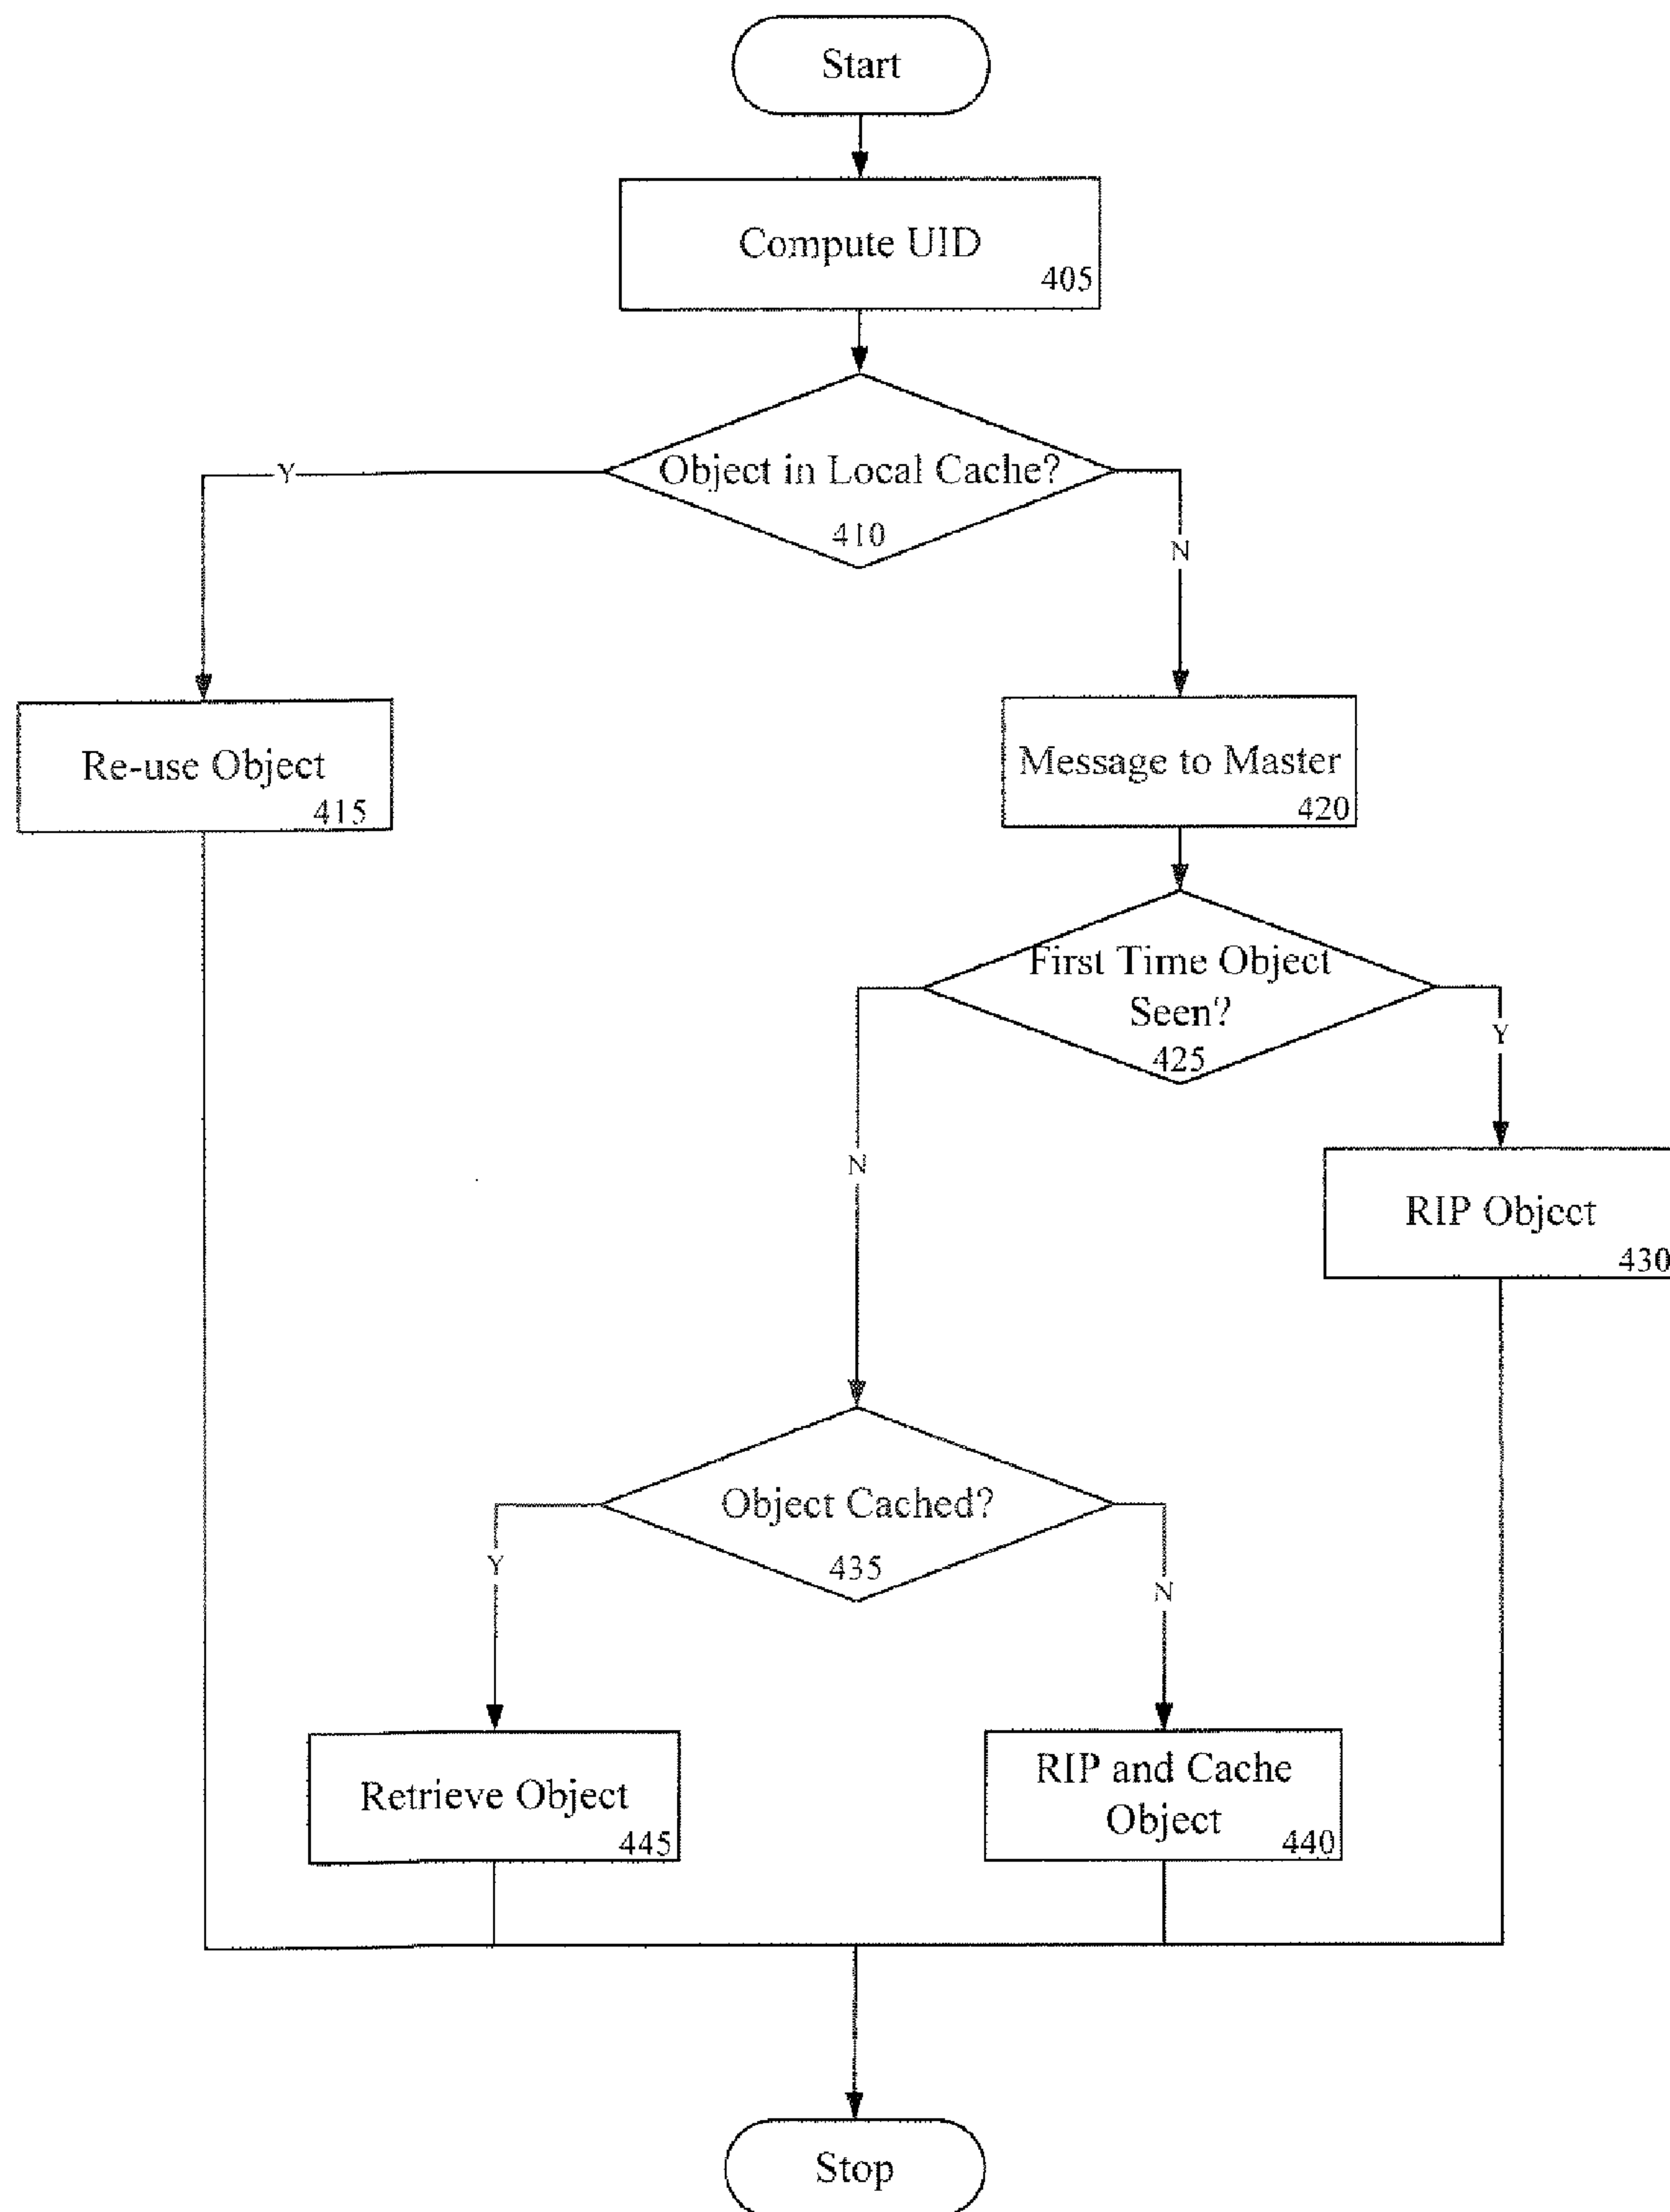 Start
Compute UID
405
Object in Local Cache?
410
Y
N
Re-use Object
415
Message to Master
420
First Time Object
Seen?
425
N
Y
RIP Object
430
Object Cached?
435
Y
N
Retrieve Object
445
RIP and Cache
Object
440
Stop